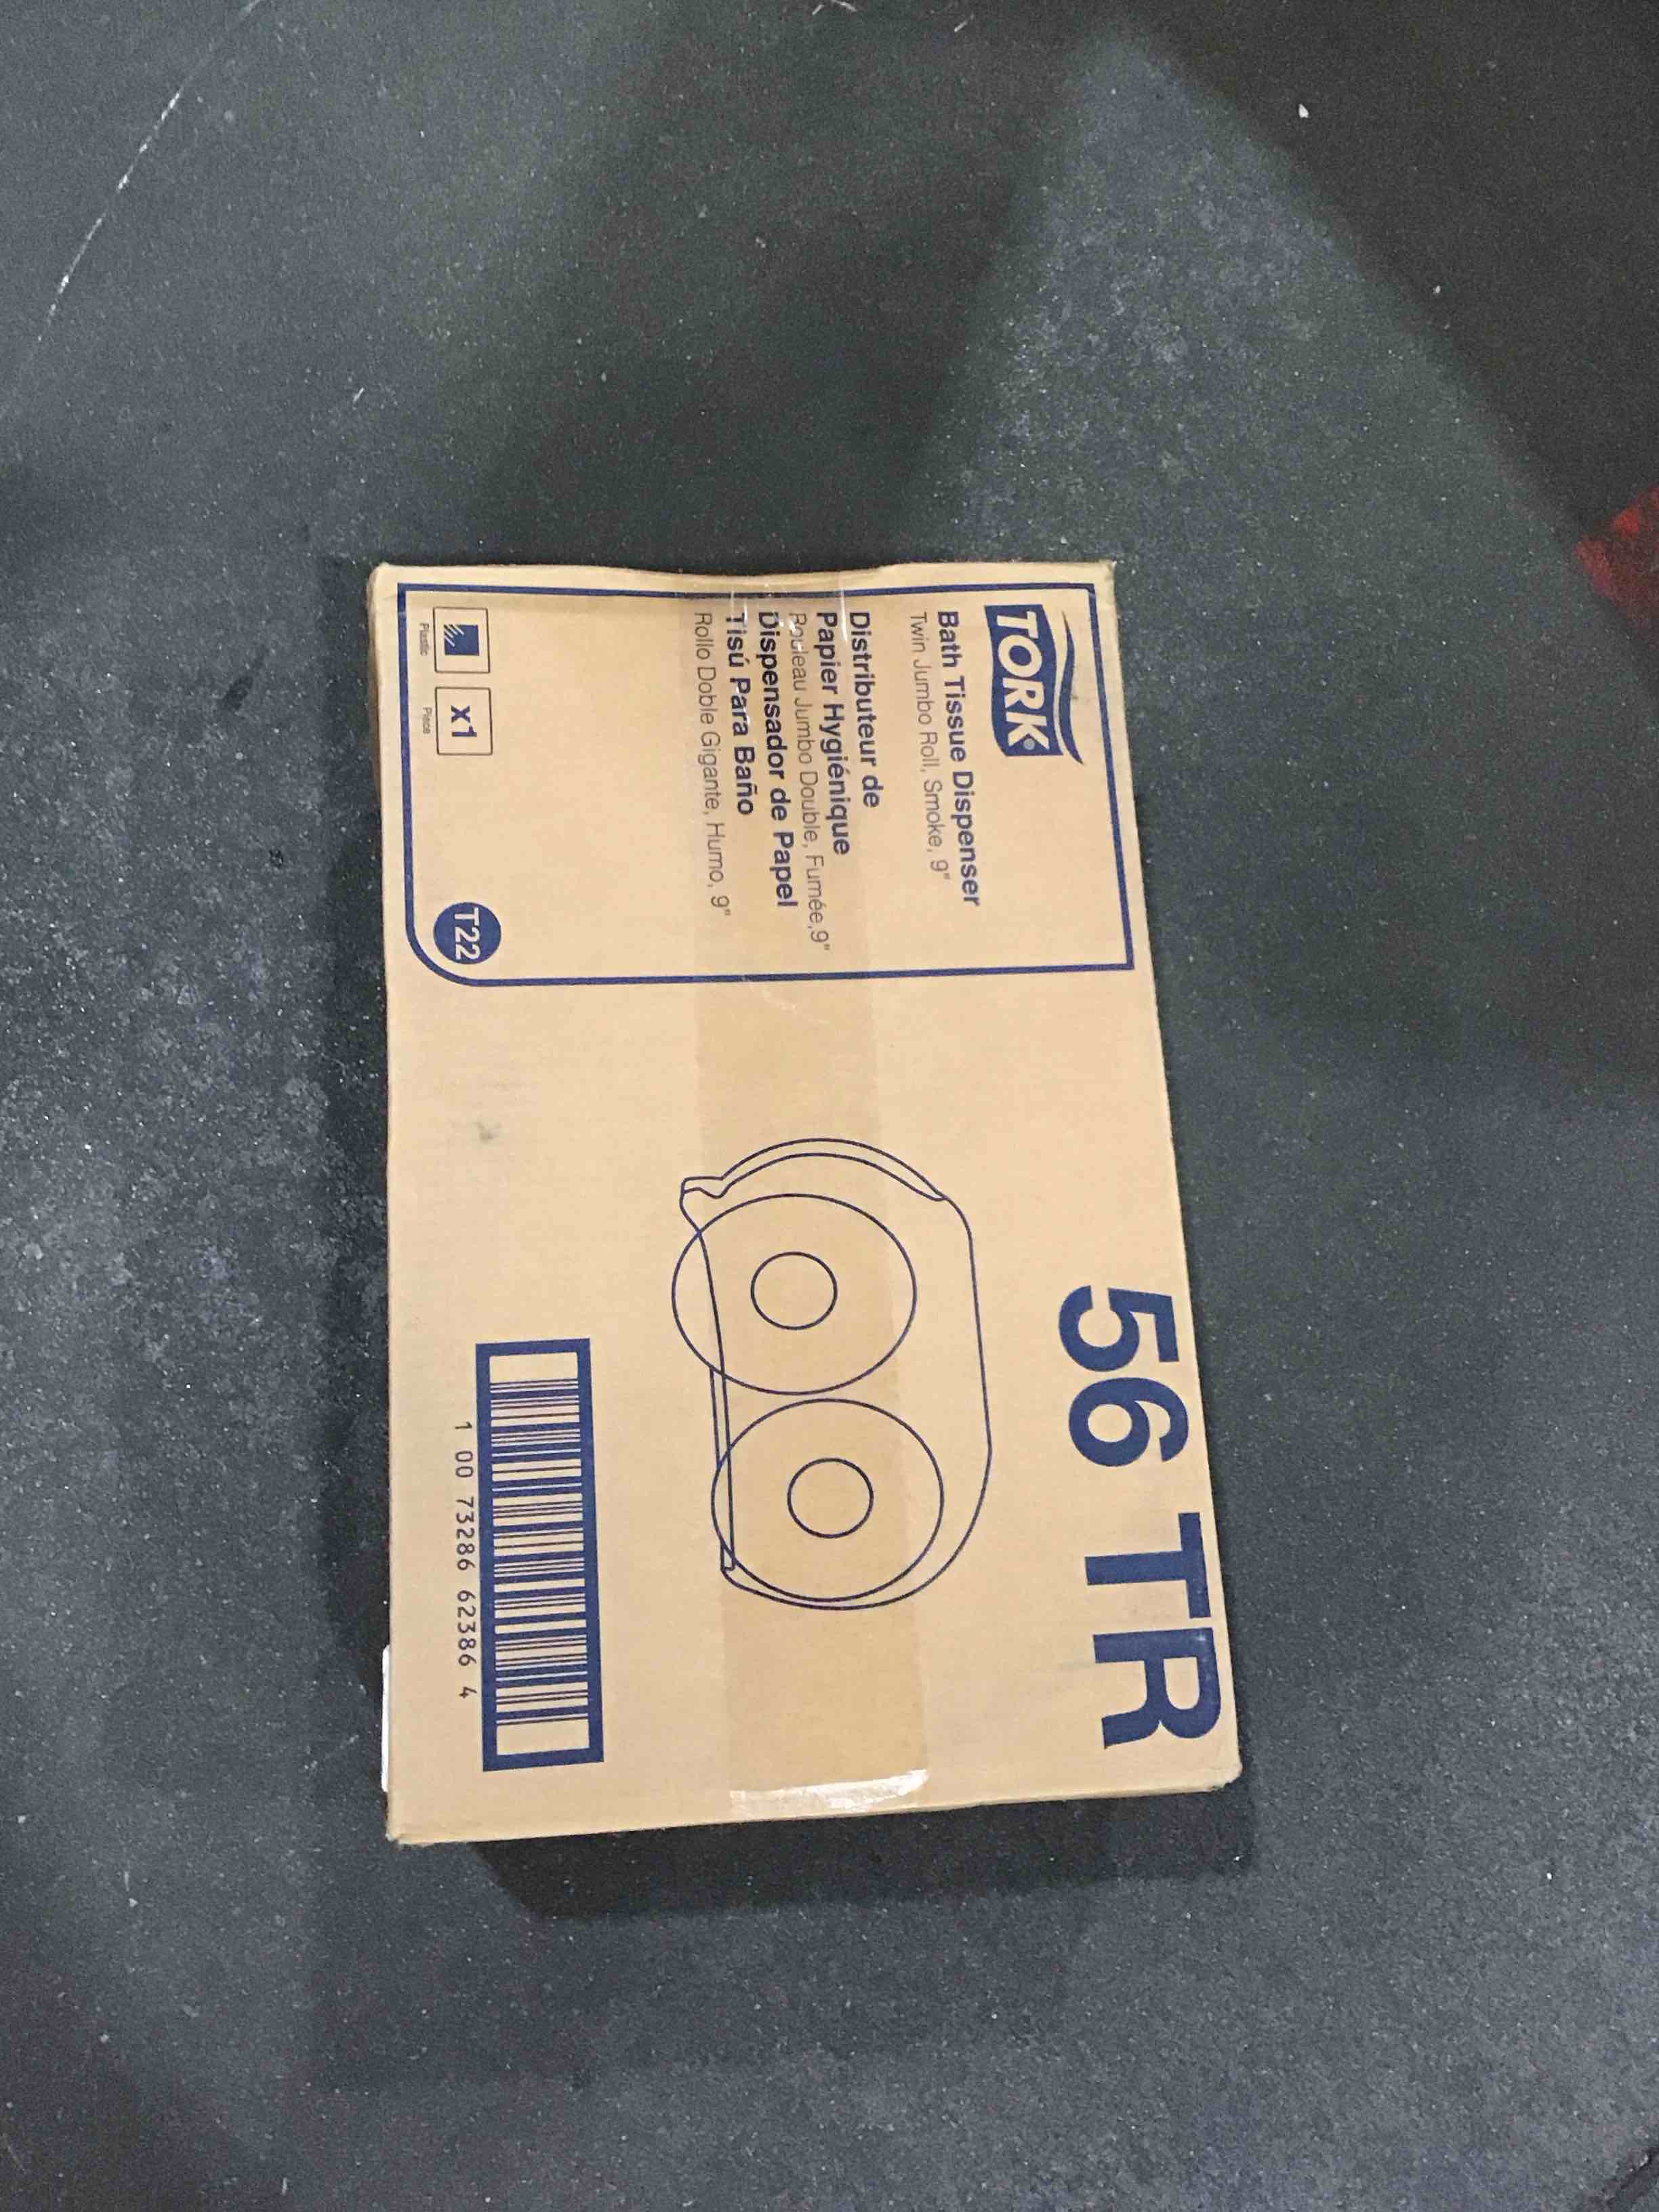 TORK
Bath Tissue Dispenser
Twin Jumbo Roll, Smoke, 9"
Distributeur de
Papier Hygiénique
Rouleau Jumbo Double, Fumée,9"
Dispensador de Papel
Tisú Para Baño
Rollo Doble Gigante, Humo, 9"
x1
Plastic
Piece
T22
56 TR
1 00 73286 62386 4